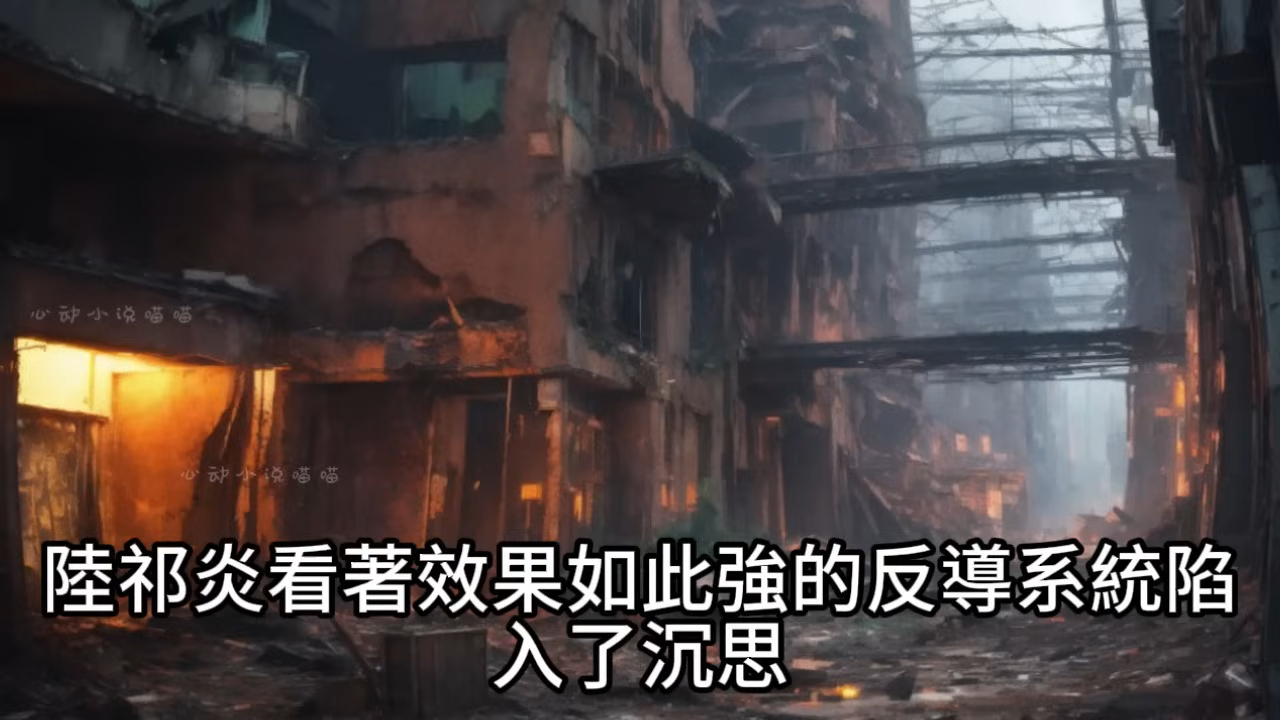 心动小说喵喵
心动小说喵喵
陸祁炎看著效果如此強的反導系統陷
入了沉思